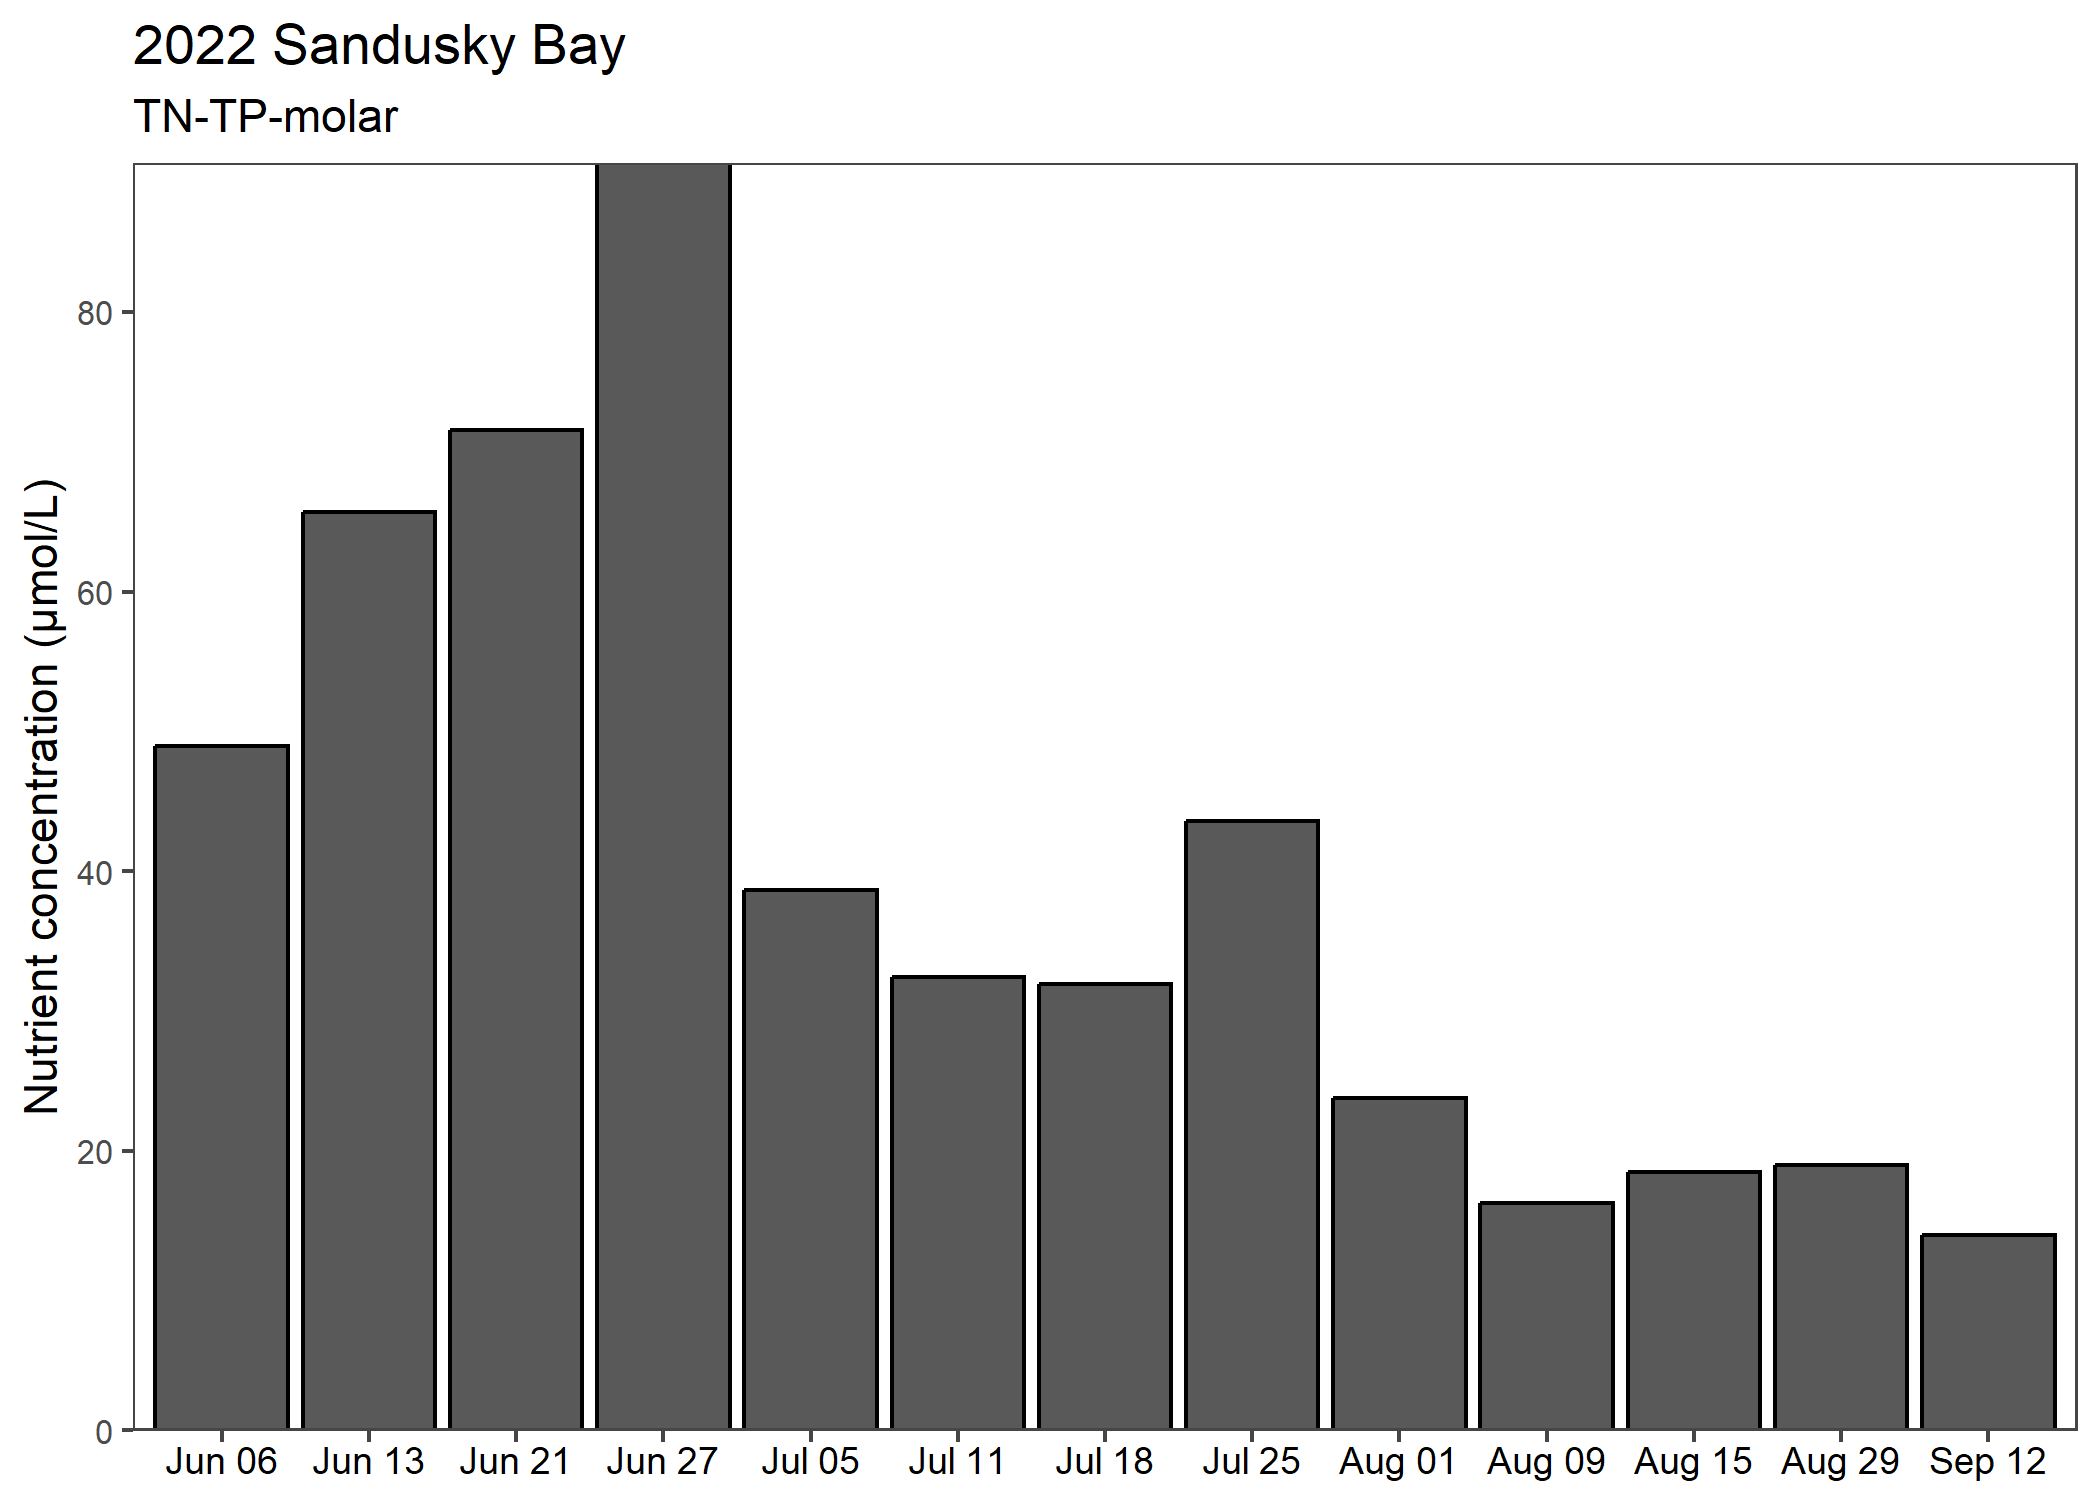 2022 Sandusky Bay
TN-TP-molar
Nutrient concentration (µmol/L)
80
60
40
20
0
Jun 06 Jun 13 Jun 21 Jun 27 Jul 05 Jul 11 Jul 18 Jul 25 Aug 01 Aug 09 Aug 15 Aug 29 Sep 12